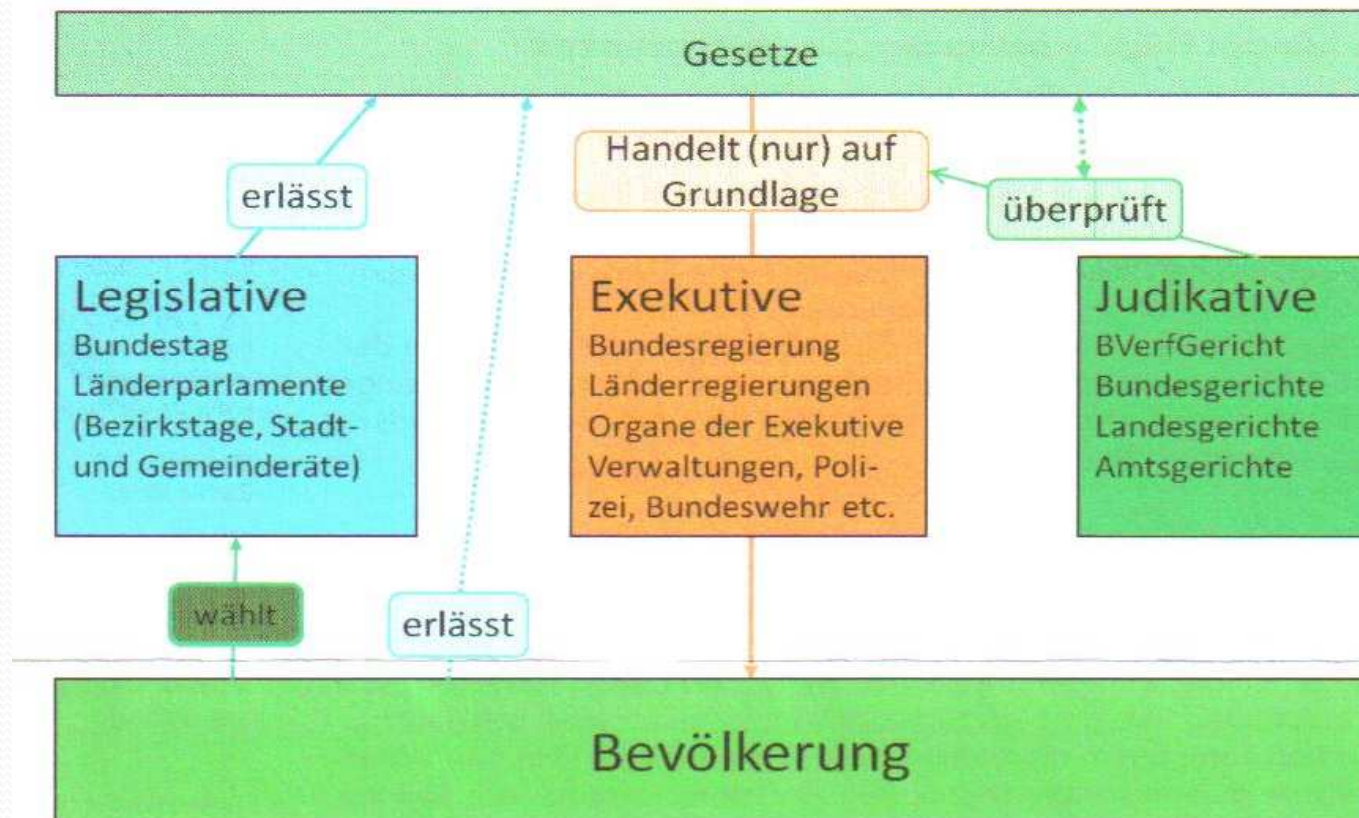 Gesetze
erlässt
Handelt (nur) auf
Grundlage
überprüft
Legislative
Bundestag
Länderparlamente
(Bezirkstage, Stadt-
und Gemeinderäte)
Exekutive
Bundesregierung
Länderregierungen
Organe der Exekutive
Verwaltungen, Poli-
zei, Bundeswehr etc.
Judikative
BVerfGericht
Bundesgerichte
Landesgerichte
Amtsgerichte
wählt
erlässt
Bevölkerung